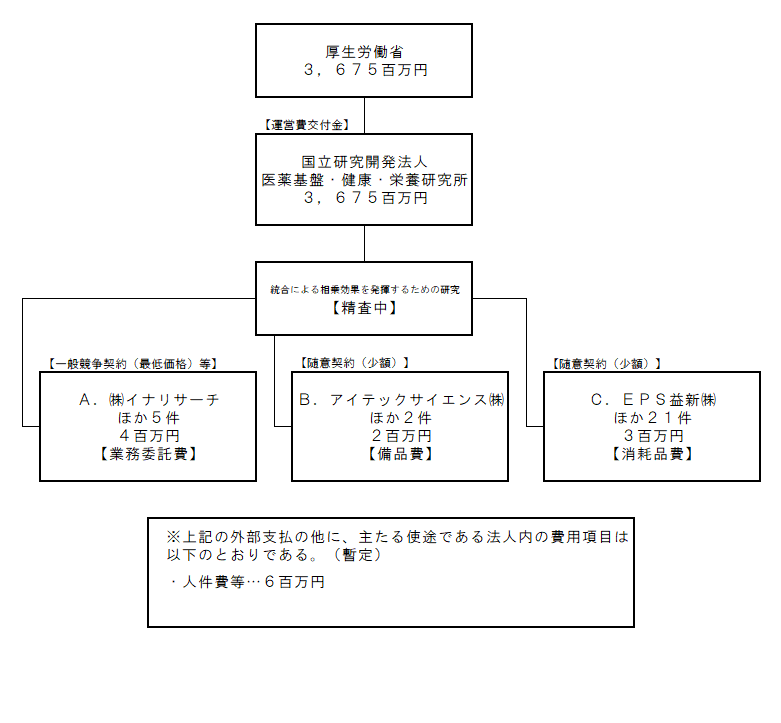 厚生労働省
３，６７５百万円
【運営費交付金】
国立研究開発法人
医薬基盤・健康・栄養研究所
３，６７５百万円
統合による相乗効果を発揮するための研究
【精査中】
【一般競争契約（最低価格）等】
Ａ．㈱イナリサーチ
ほか５件
４百万円
【業務委託費】
【随意契約（少額）】
Ｂ．アイテックサイエンス㈱
ほか２件
２百万円
【備品費】
【随意契約（少額）】
Ｃ．ＥＰＳ益新㈱
ほか２１件
３百万円
【消耗品費】
※上記の外部支払の他に、主たる使途である法人内の費用項目は
以下のとおりである。（暫定）
・人件費等…６百万円